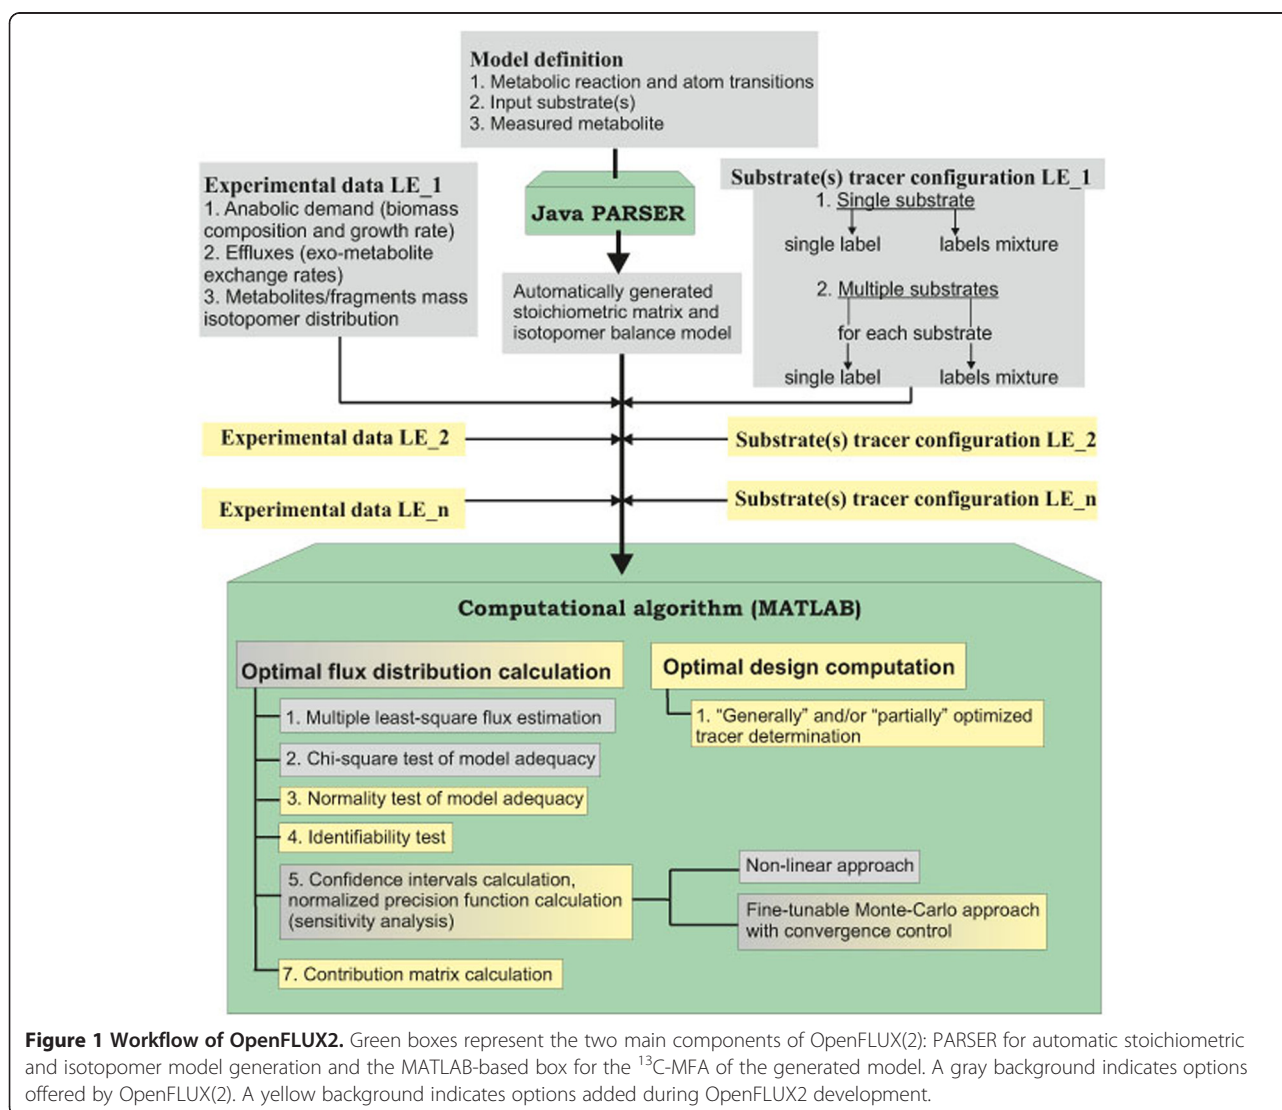 Model definition
1. Metabolic reaction and atom transitions
2. Input substrate(s)
3. Measured metabolite
Experimental data LE_1
1. Anabolic demand (biomass
composition and growth rate)
2. Effluxes (exo-metabolite
exchange rates)
3. Metabolites/fragments mass
isotopomer distribution
Java PARSER
Automatically generated
stoichiometric matrix and
isotopomer balance model
Substrate(s) tracer configuration LE_1
1. Single substrate
single label labels mixture
2. Multiple substrates
for each substrate
single label labels mixture
Experimental data LE_2
Substrate(s) tracer configuration LE_2
Experimental data LE_n
Substrate(s) tracer configuration LE_n
Computational algorithm (MATLAB)
Optimal flux distribution calculation
1. Multiple least-square flux estimation
2. Chi-square test of model adequacy
3. Normality test of model adequacy
4. Identifiability test
5. Confidence intervals calculation,
normalized precision function calculation
(sensitivity analysis)
7. Contribution matrix calculation
Optimal design computation
1. “Generally” and/or “partially” optimized
tracer determination
Non-linear approach
Fine-tunable Monte-Carlo approach
with convergence control
Figure 1 Workflow of OpenFLUX2. Green boxes represent the two main components of OpenFLUX(2): PARSER for automatic stoichiometric
and isotopomer model generation and the MATLAB-based box for the ¹³C-MFA of the generated model. A gray background indicates options
offered by OpenFLUX(2). A yellow background indicates options added during OpenFLUX2 development.